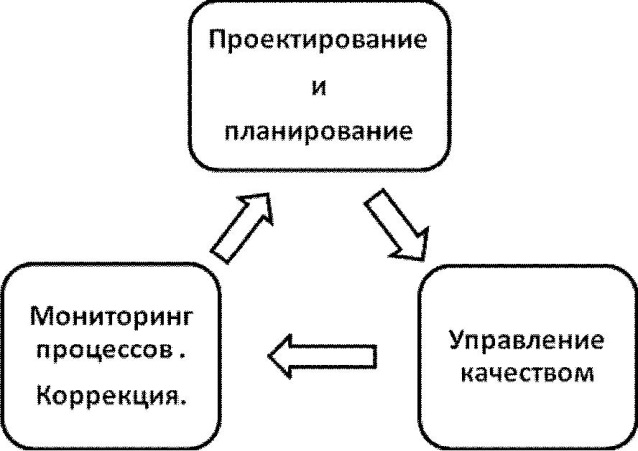 Проектирование
и
планирование
Мониторинг
процессов .
Коррекция.
Управление
качеством